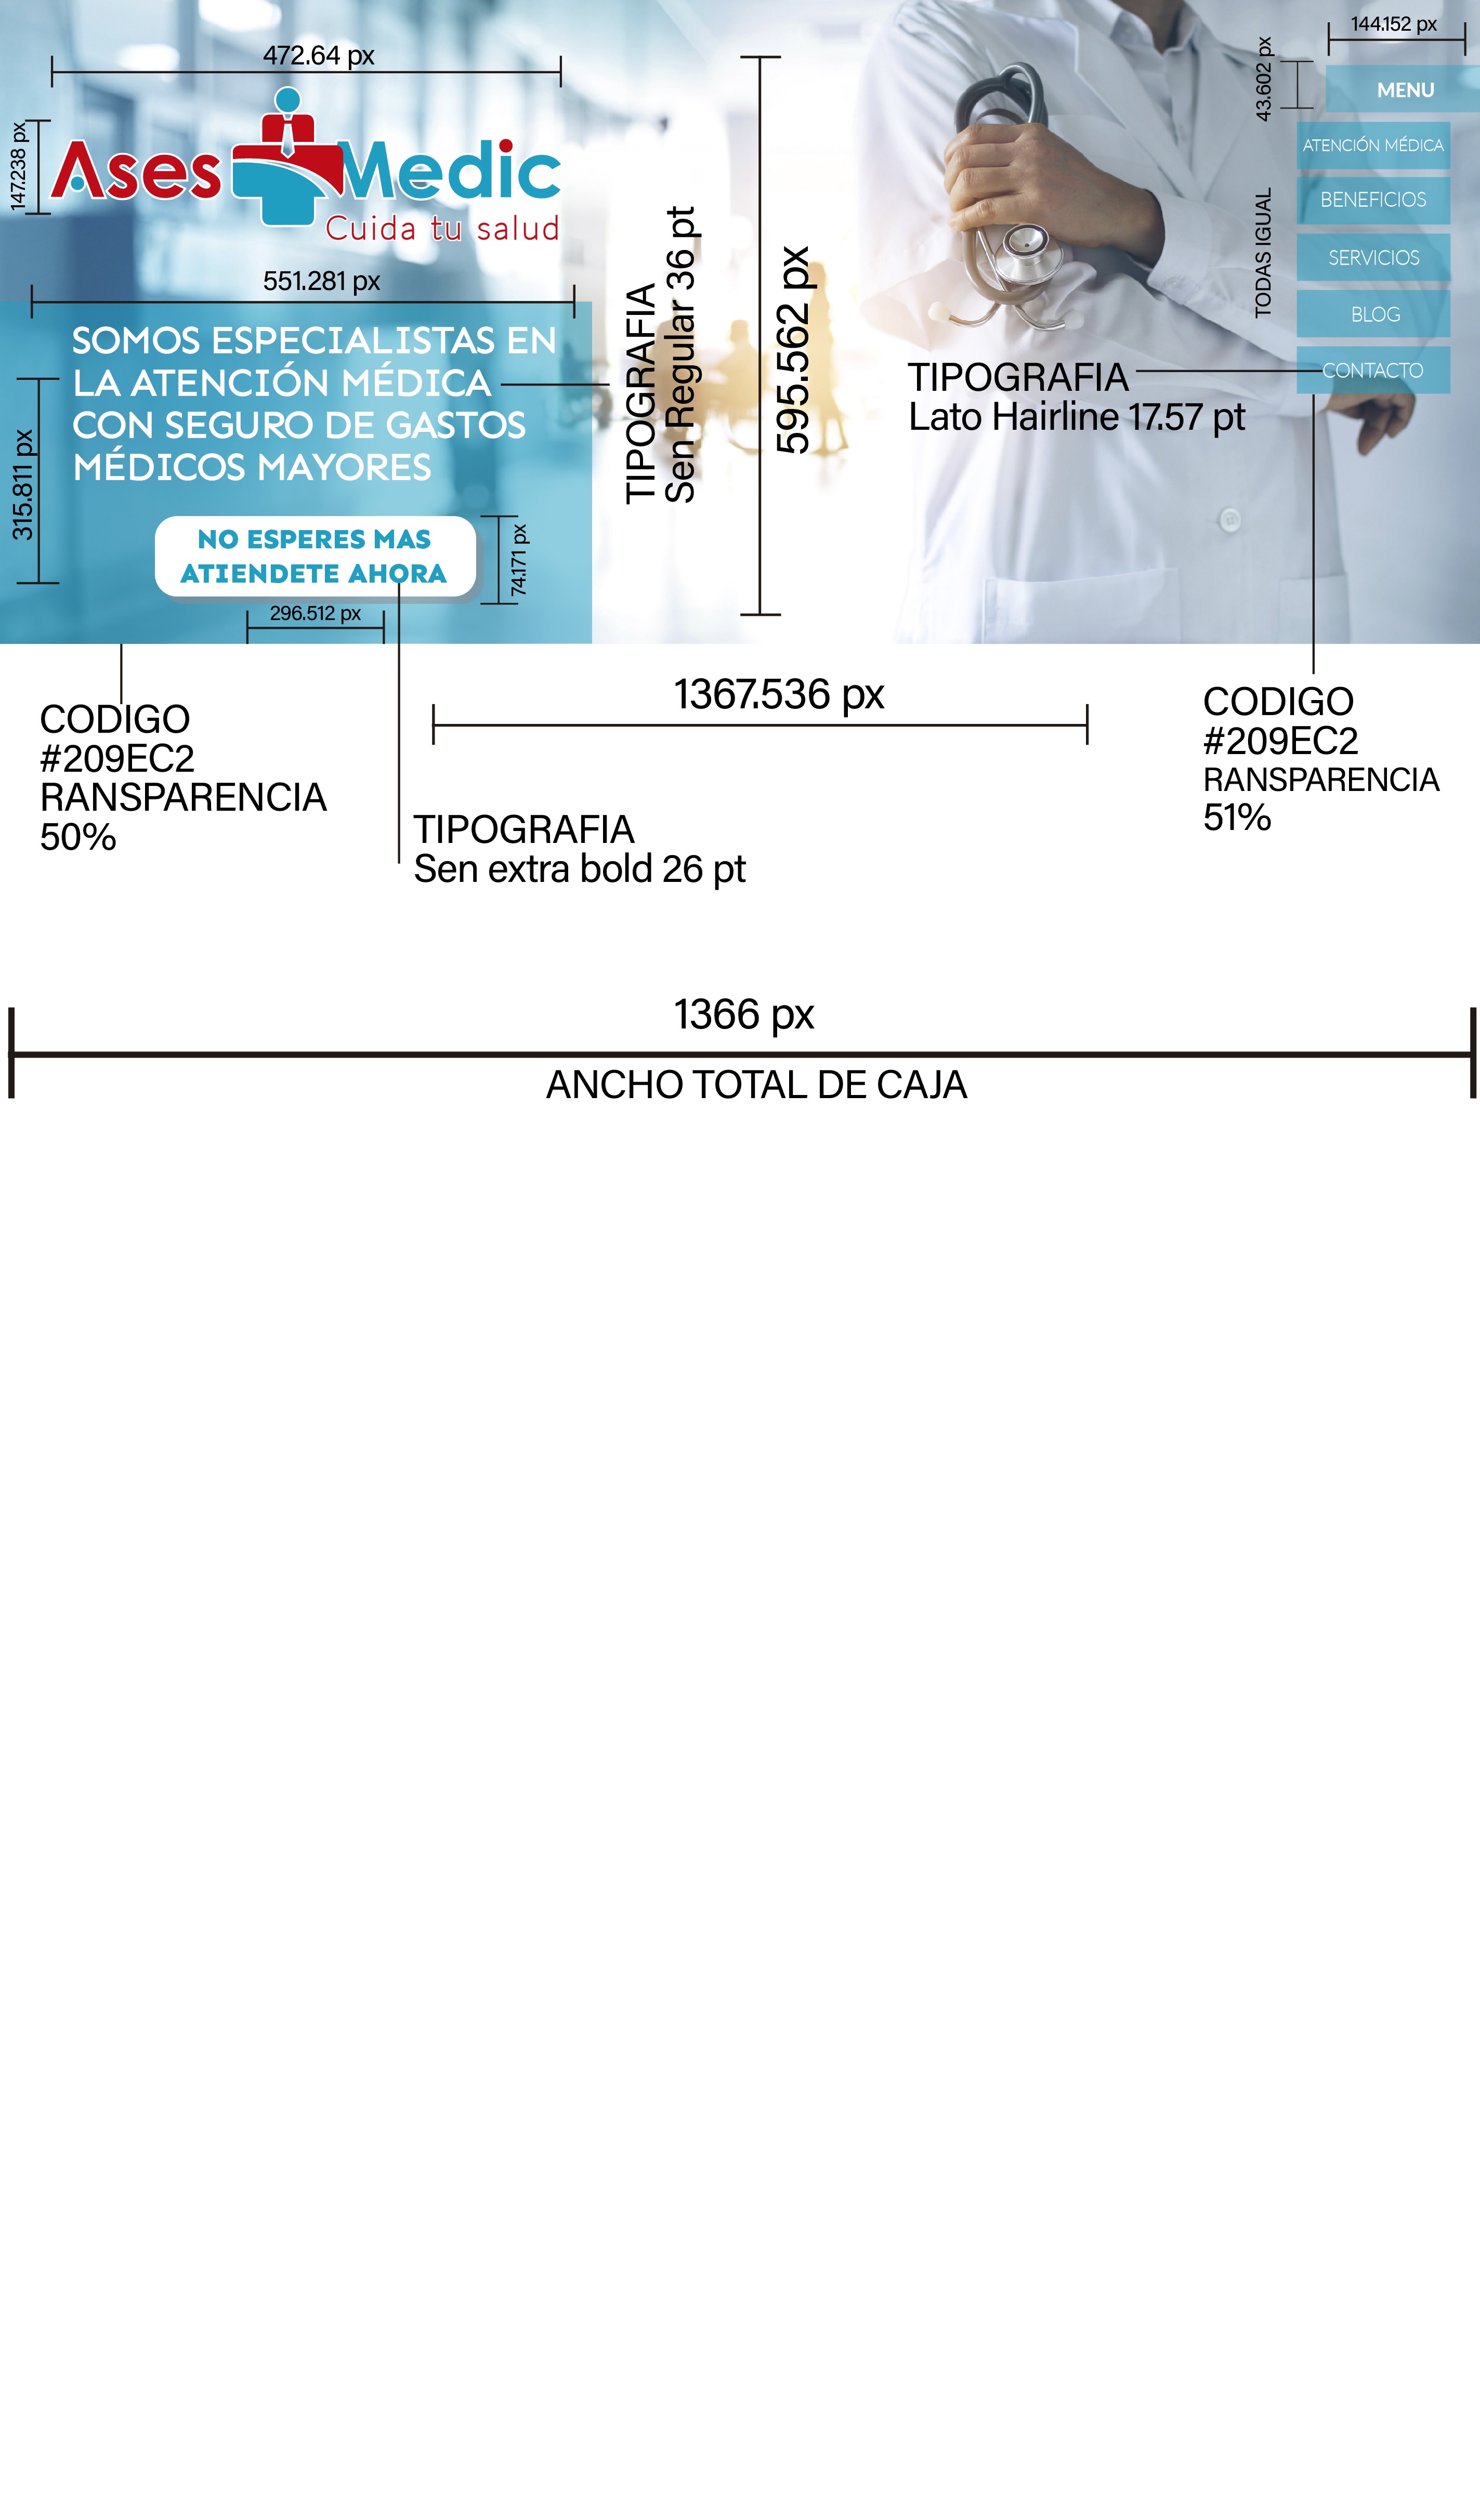 472.64 px
147.238 px
Ases Medic
Cuida tu salud
551.281 px
SOMOS ESPECIALISTAS EN
LA ATENCIÓN MÉDICA
CON SEGURO DE GASTOS
MÉDICOS MAYORES
315.811 px
NO ESPERES MAS
ATIENDETE AHORA
74.171 px
296.512 px
TIPOGRAFIA
Sen Regular 36 pt
595.562 px
144.152 px
43.602 px
MENU
ATENCIÓN MÉDICA
BENEFICIOS
SERVICIOS
BLOG
CONTACTO
TODAS IGUAL
TIPOGRAFIA
Lato Hairline 17.57 pt
CODIGO
#209EC2
RANSPARENCIA
50%
1367.536 px
TIPOGRAFIA
Sen extra bold 26 pt
CODIGO
#209EC2
RANSPARENCIA
51%
1366 px
ANCHO TOTAL DE CAJA